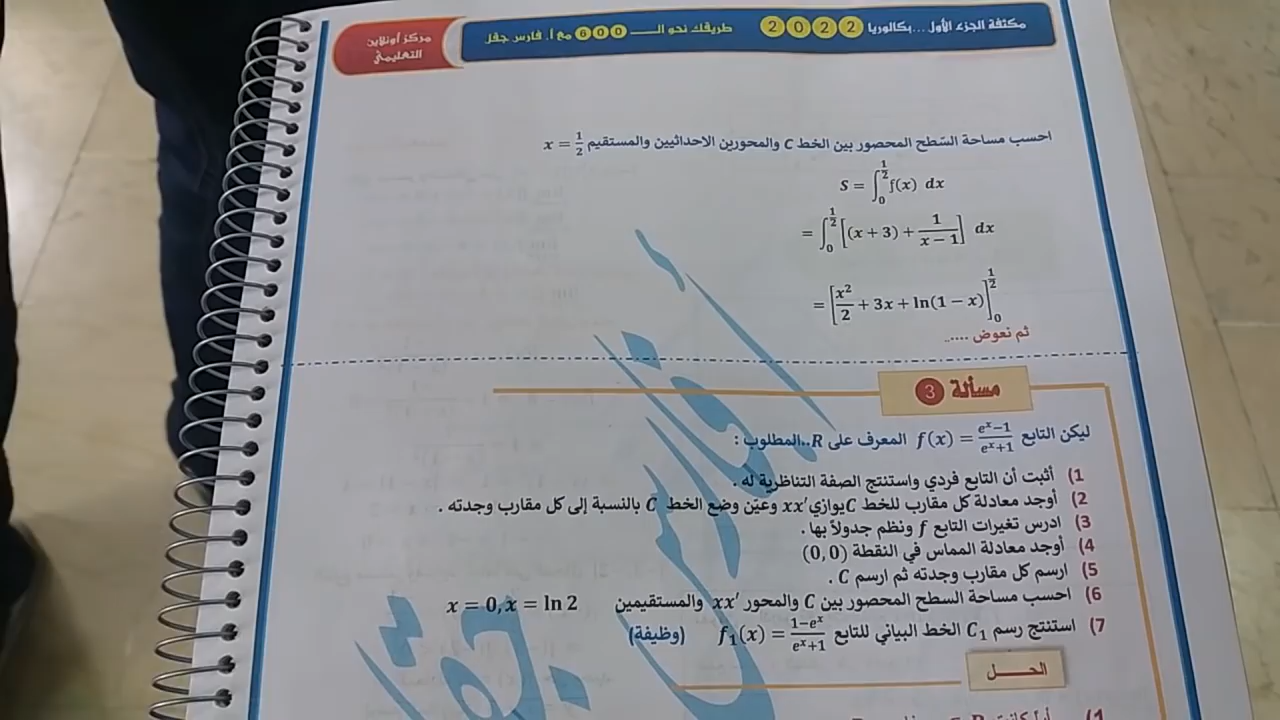 مكثفة الجزء الأول ...بكالوريا 2022 طريقك نحو الـــــ 600 مع أ. فارس جقل
مركز أونلاين
التعليمي
احسب مساحة السّطح المحصور بين الخط C والمحورين الاحداثيين والمستقيم x = 1/2
S = ∫₀^{1/2} f(x) dx
= ∫₀^{1/2} [(x + 3) + 1/(x − 1)] dx
= [x²/2 + 3x + ln(1 − x)]₀^{1/2}
ثم نعوض .....
مسألة 3
ليكن التابع f(x) = (eˣ−1)/(eˣ+1) المعرف على R..المطلوب :
1) أثبت أن التابع فردي واستنتج الصفة التناظرية له .
2) أوجد معادلة كل مقارب للخط C يوازي xx′ وعيّن وضع الخط C بالنسبة إلى كل مقارب وجدته .
3) ادرس تغيرات التابع f ونظم جدولاً بها .
4) أوجد معادلة المماس في النقطة (0,0)
5) ارسم كل مقارب وجدته ثم ارسم C .
6) احسب مساحة السطح المحصور بين C والمحور xx′ والمستقيمين x = 0, x = ln 2
7) استنتج رسم C₁ الخط البياني للتابع f₁(x) = (1−eˣ)/(eˣ+1) (وظيفة)
الحـــل